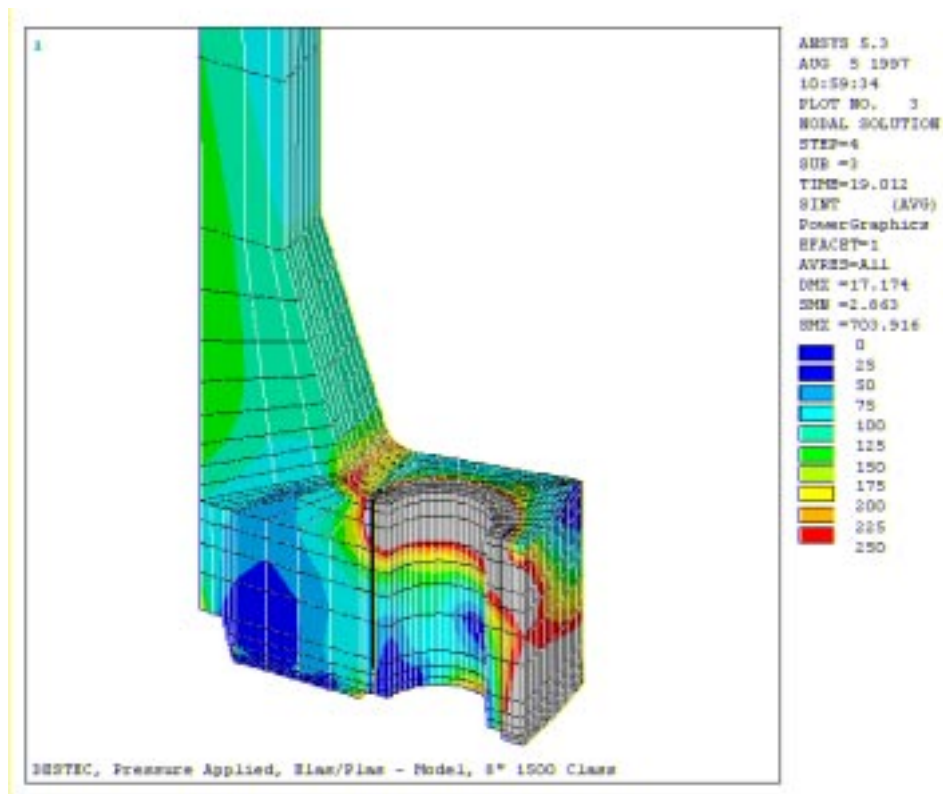 1
ANSYS 5.3
AUG 5 1997
10:59:34
PLOT NO. 3
NODAL SOLUTION
STEP=4
SUB =3
TIME=19.012
SINT (AVG)
PowerGraphics
EFACET=1
AVRES=All
DMX =17.174
SMN =2.863
SMX =703.916
0
25
50
75
100
125
150
175
200
225
250
DESTEC, Pressure Applied, Elas/Plas - Model, 8" 1500 Class